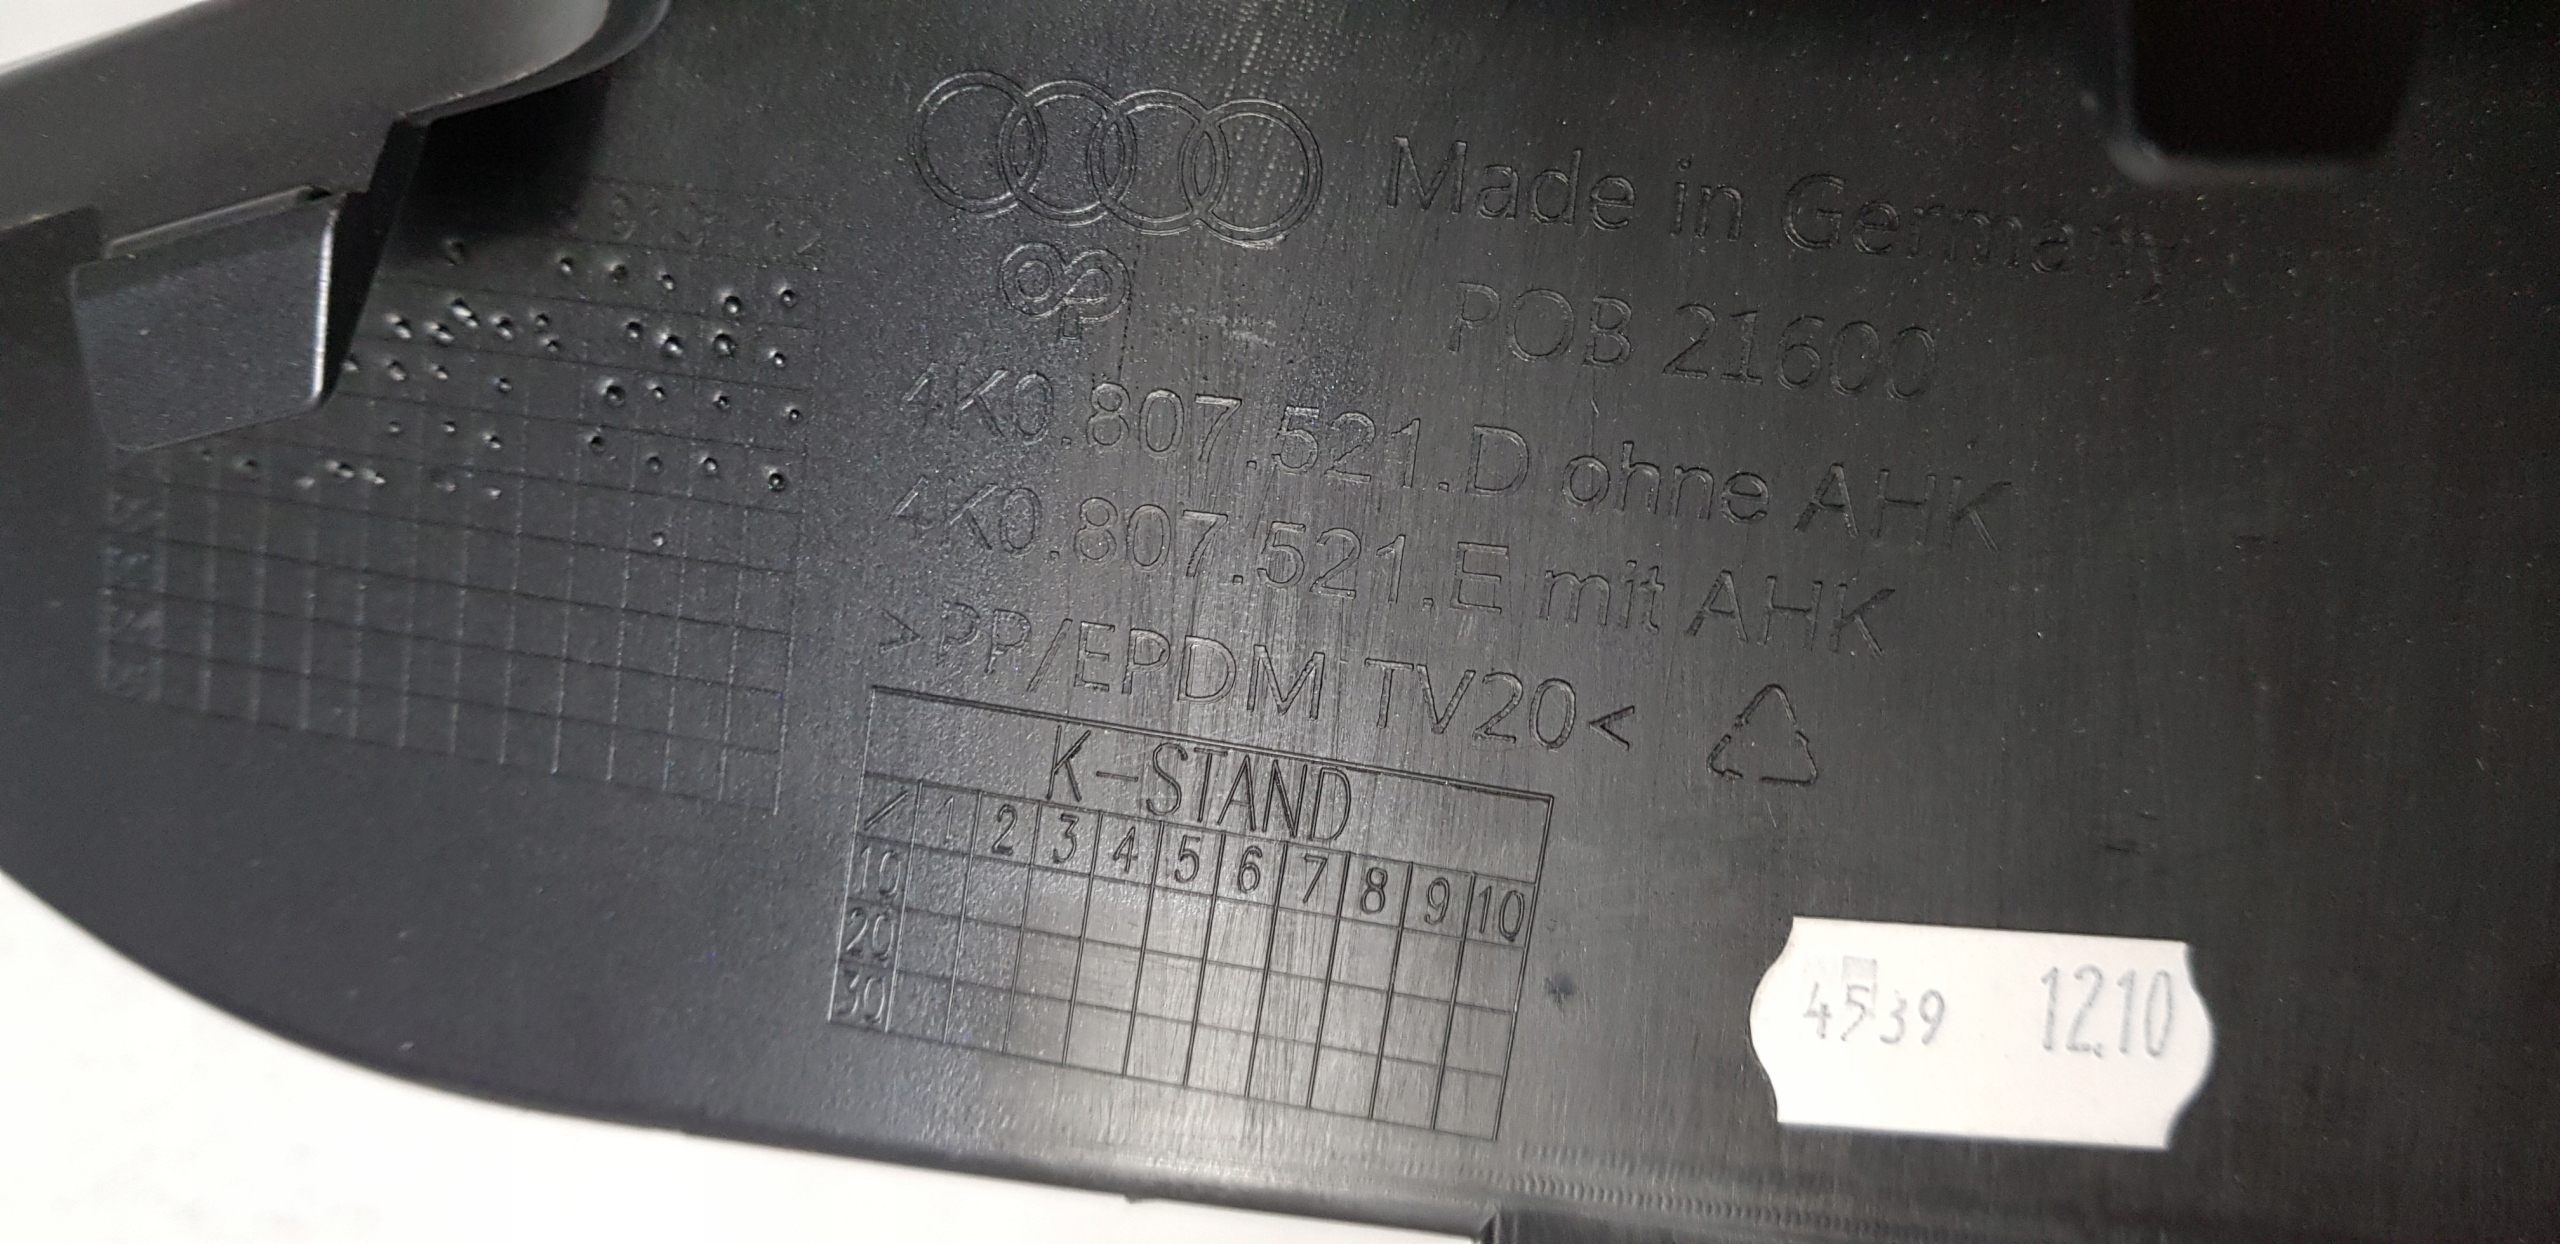 Made in Germany
POB 21600
4K0.807.521.D ohne AHK
4K0.807.521.E mit AHK
>PP/EPDM TV20<
K-STAND
/ 1 2 3 4 5 6 7 8 9 10
10
20
30
4539 12.10